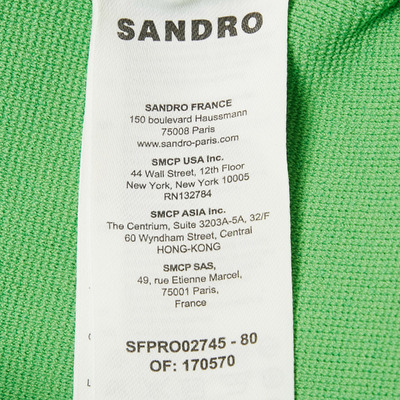 SANDRO
SANDRO FRANCE
150 boulevard Haussmann
75008 Paris
www.sandro-paris.com
SMCP USA Inc.
44 Wall Street, 12th Floor
New York, New York 10005
RN132784
SMCP ASIA Inc.
The Centrium, Suite 3203A-5A, 32/F
60 Wyndham Street, Central
HONG-KONG
SMCP SAS,
49, rue Etienne Marcel,
75001 Paris,
France
SFPRO02745 - 80
OF: 170570